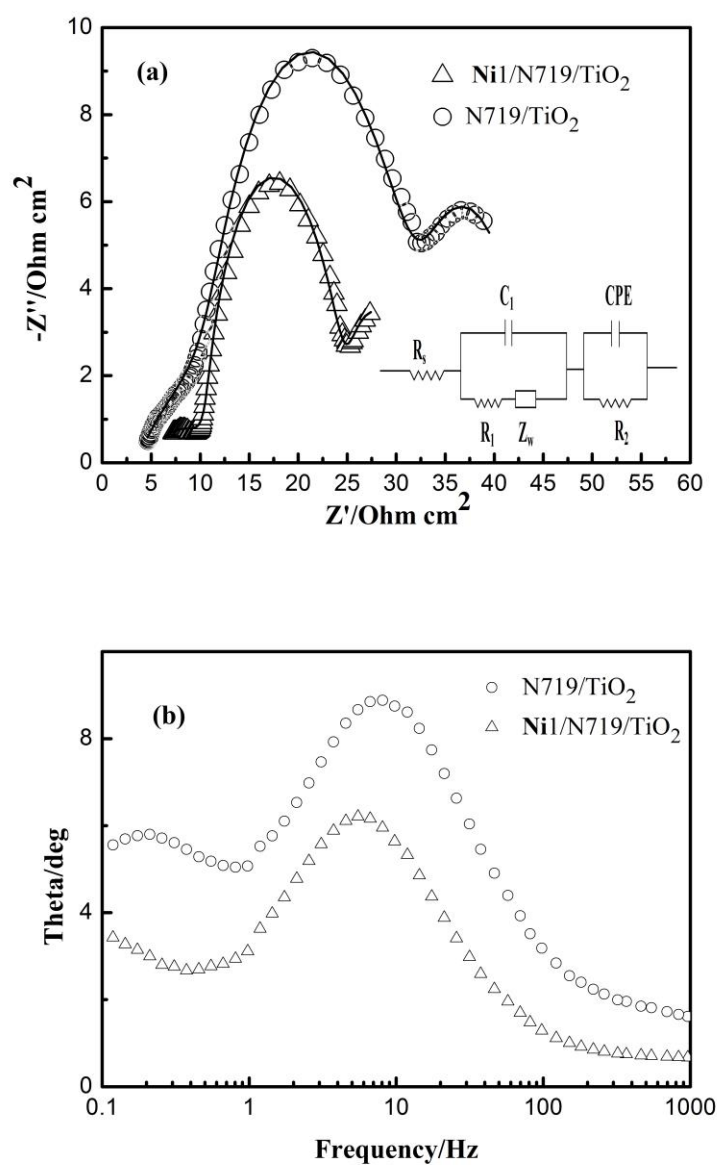 10
(a)
Ni1/N719/TiO2
N719/TiO2
8
6
-Z''/Ohm cm2
4
2
0
C1
CPE
Rs
R1
Zw
R2
0 5 10 15 20 25 30 35 40 45 50 55 60
Z'/Ohm cm2
(b)
N719/TiO2
Ni1/N719/TiO2
8
Theta/deg
4
0
0.1 1 10 100 1000
Frequency/Hz